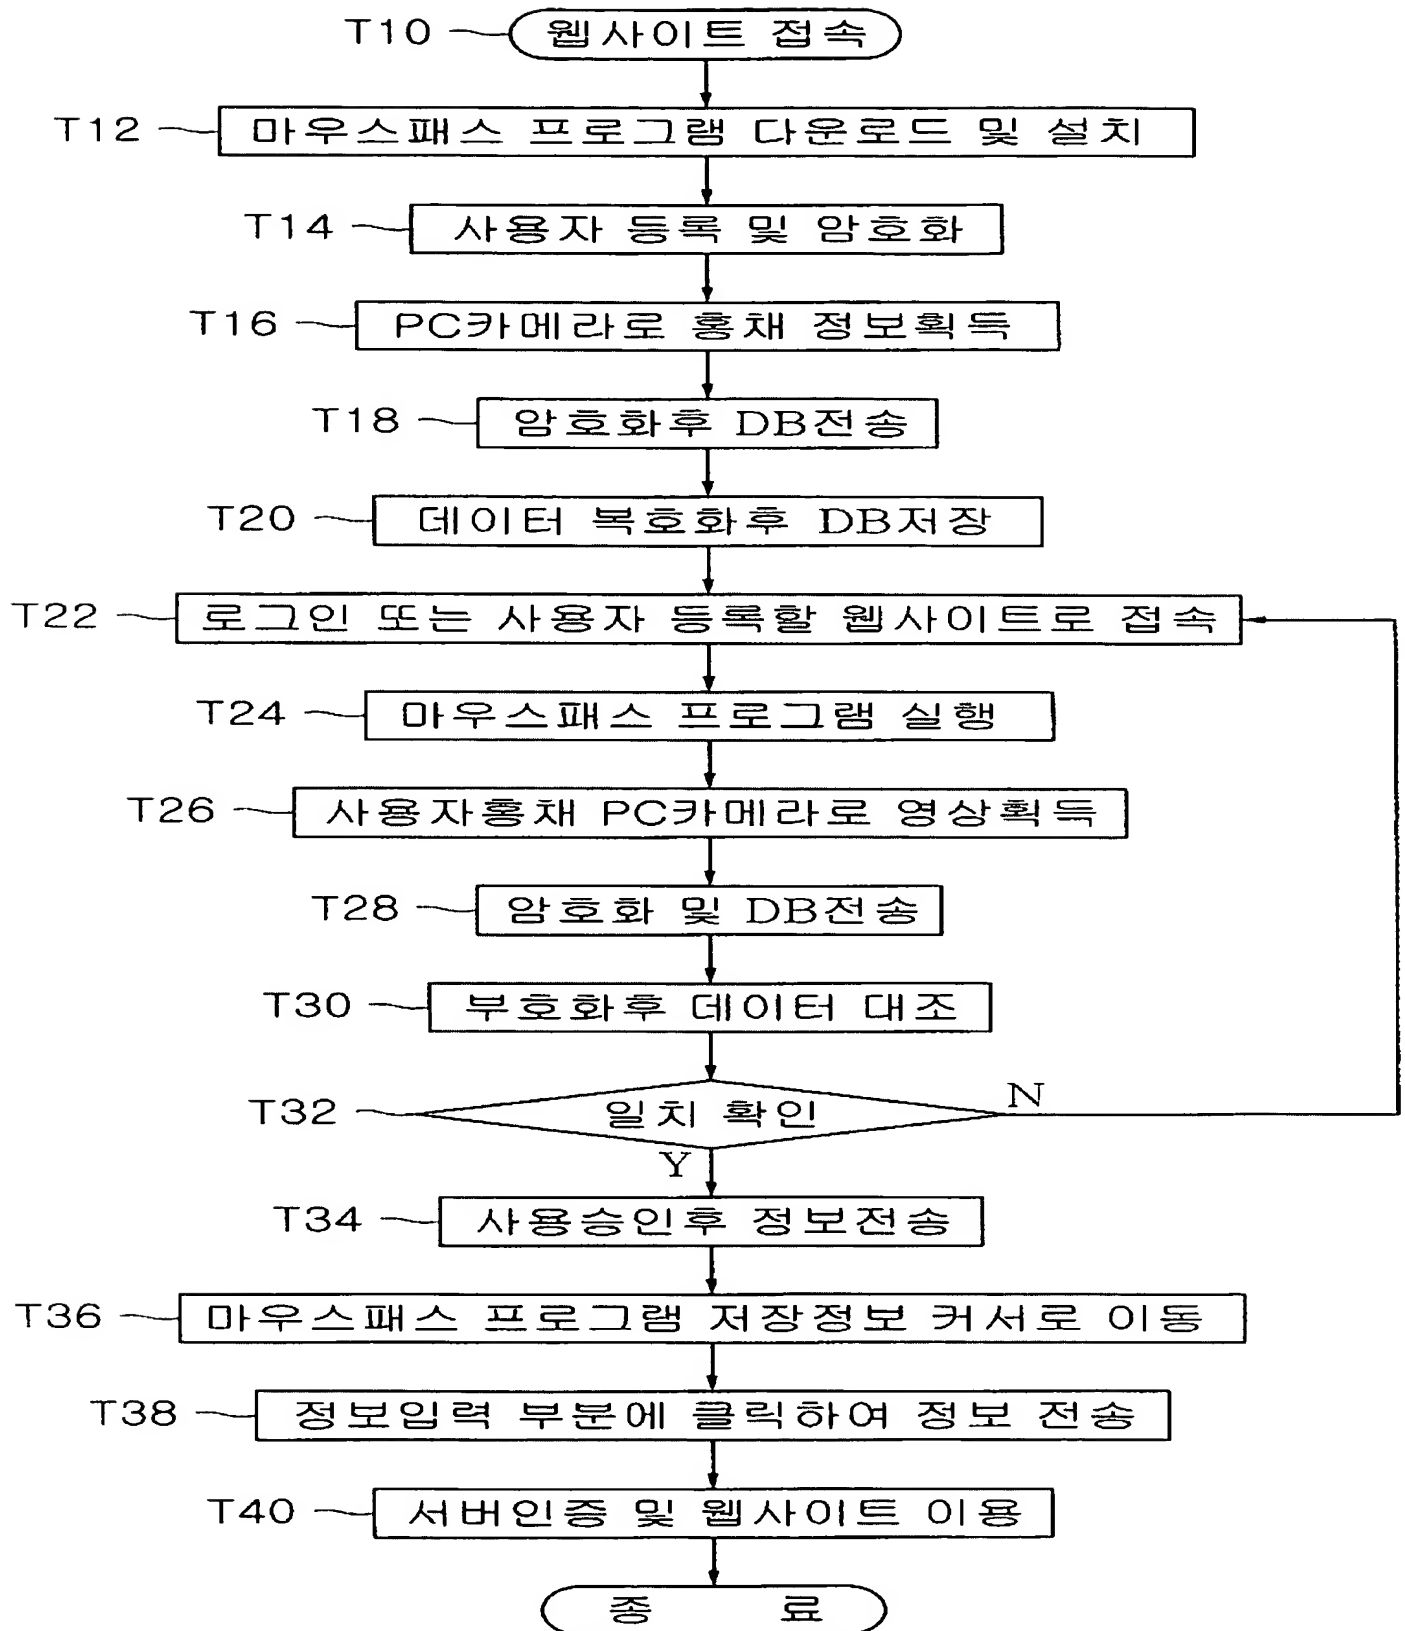 T10 웹사이트 접속
T12 마우스패스 프로그램 다운로드 및 설치
T14 사용자 등록 및 암호화
T16 PC카메라로 홍채 정보획득
T18 암호화후 DB전송
T20 데이터 복호화후 DB저장
T22 로그인 또는 사용자 등록할 웹사이트로 접속
T24 마우스패스 프로그램 실행
T26 사용자홍채 PC카메라로 영상획득
T28 암호화 및 DB전송
T30 부호화후 데이터 대조
T32 일치 확인 N
Y
T34 사용승인후 정보전송
T36 마우스패스 프로그램 저장정보 커서로 이동
T38 정보입력 부분에 클릭하여 정보 전송
T40 서버인증 및 웹사이트 이용
종 료